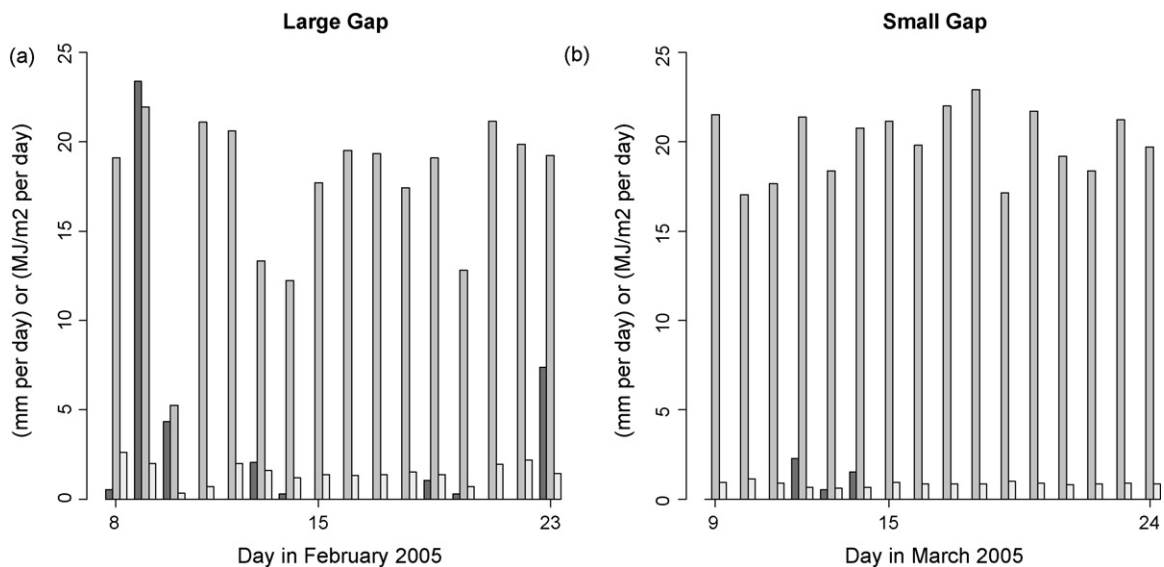 Large Gap
(a)
(mm per day) or (MJ/m2 per day)
25
20
15
10
5
0
8
15
23
Day in February 2005
Small Gap
(b)
(mm per day) or (MJ/m2 per day)
25
20
15
10
5
0
9
15
24
Day in March 2005